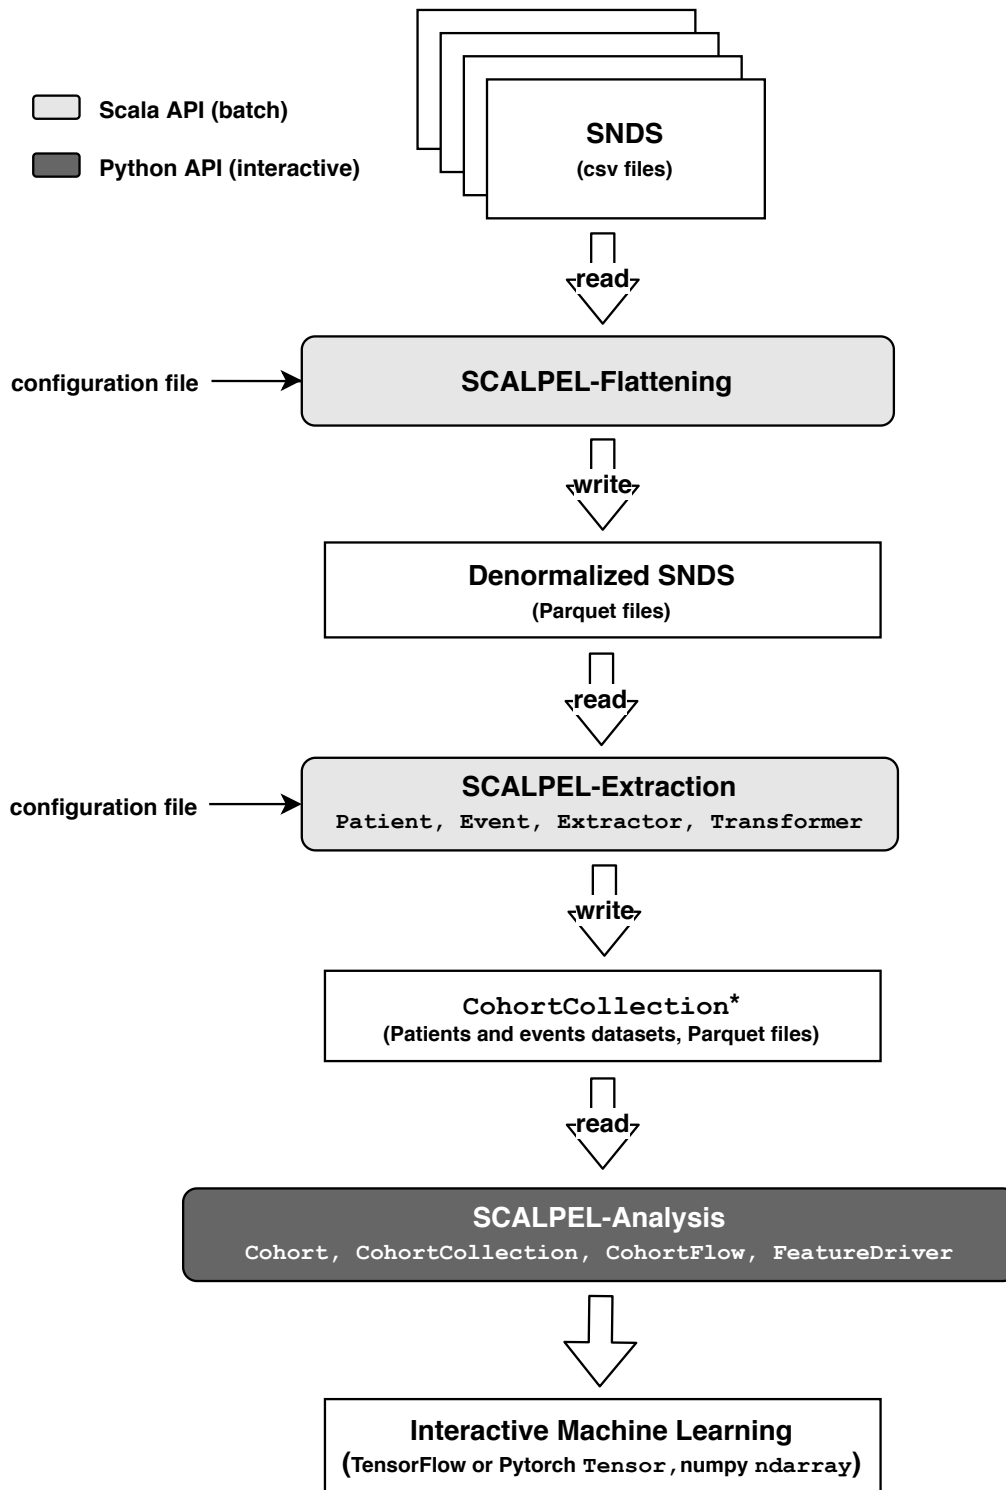 Scala API (batch)
Python API (interactive)
SNDS
(csv files)
read
configuration file
SCALPEL-Flattening
write
Denormalized SNDS
(Parquet files)
read
configuration file
SCALPEL-Extraction
Patient, Event, Extractor, Transformer
write
CohortCollection*
(Patients and events datasets, Parquet files)
read
SCALPEL-Analysis
Cohort, CohortCollection, CohortFlow, FeatureDriver
Interactive Machine Learning
(TensorFlow or Pytorch Tensor, numpy ndarray)